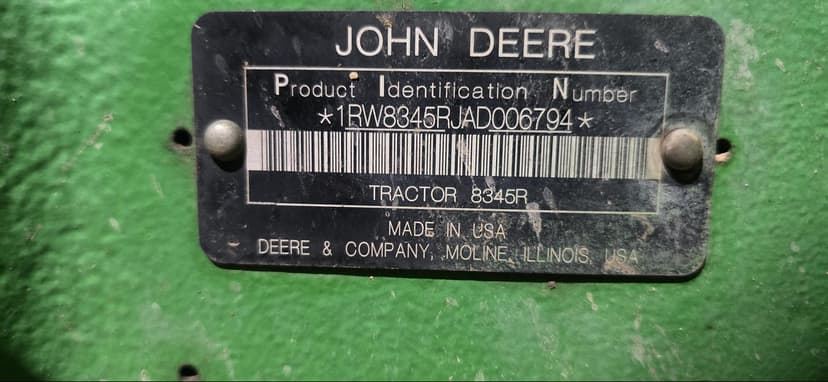 JOHN DEERE
Product Identification Number
*1RW8345RJAD006794*
TRACTOR 8345R
MADE IN USA
DEERE & COMPANY, MOLINE, ILLINOIS, USA